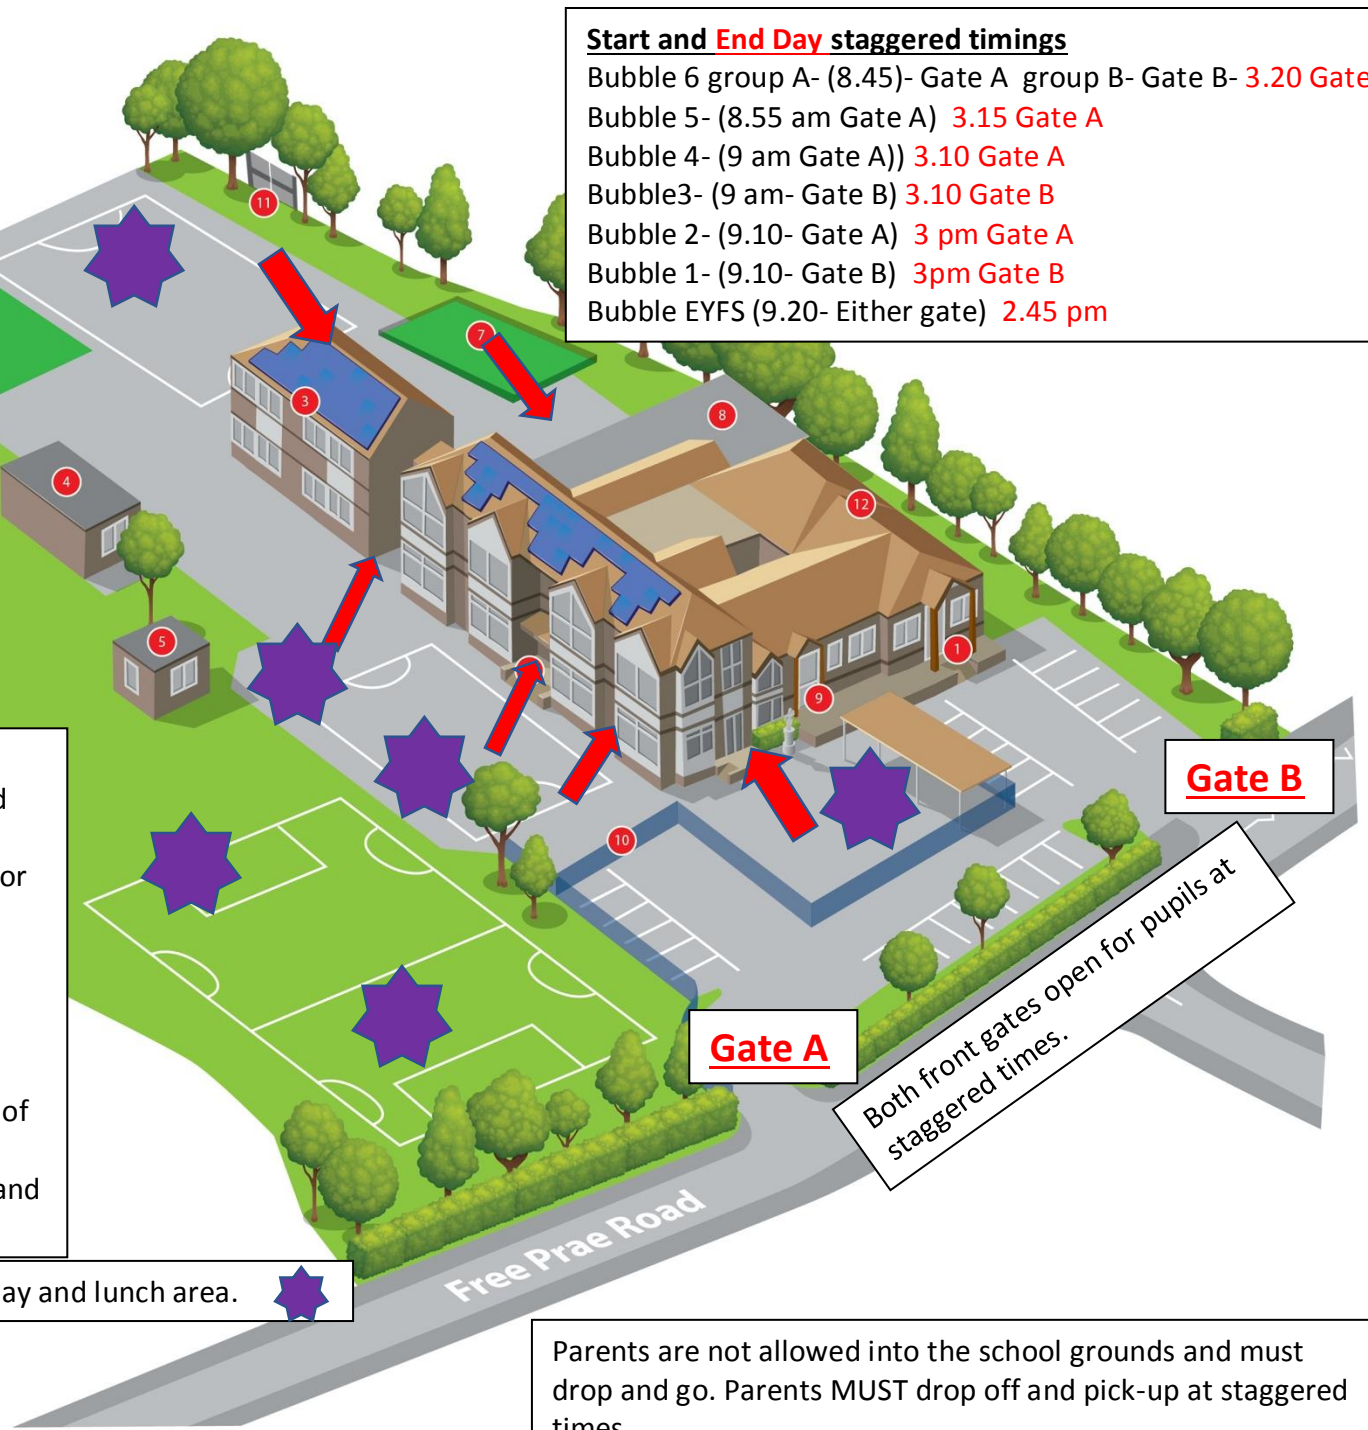 Start and End Day staggered timings
Bubble 6 group A- (8.45)- Gate A group B- Gate B- 3.20 Gate
Bubble 5- (8.55 am Gate A) 3.15 Gate A
Bubble 4- (9 am Gate A)) 3.10 Gate A
Bubble3- (9 am- Gate B) 3.10 Gate B
Bubble 2- (9.10- Gate A) 3 pm Gate A
Bubble 1- (9.10- Gate B) 3pm Gate B
Bubble EYFS (9.20- Either gate) 2.45 pm
11
7
3
8
4
12
5
1
9
10
Gate B
or
Both front gates open for pupils at
staggered times.
Gate A
of
and
Free Prae Road
ay and lunch area.
Parents are not allowed into the school grounds and must
drop and go. Parents MUST drop off and pick-up at staggered
times